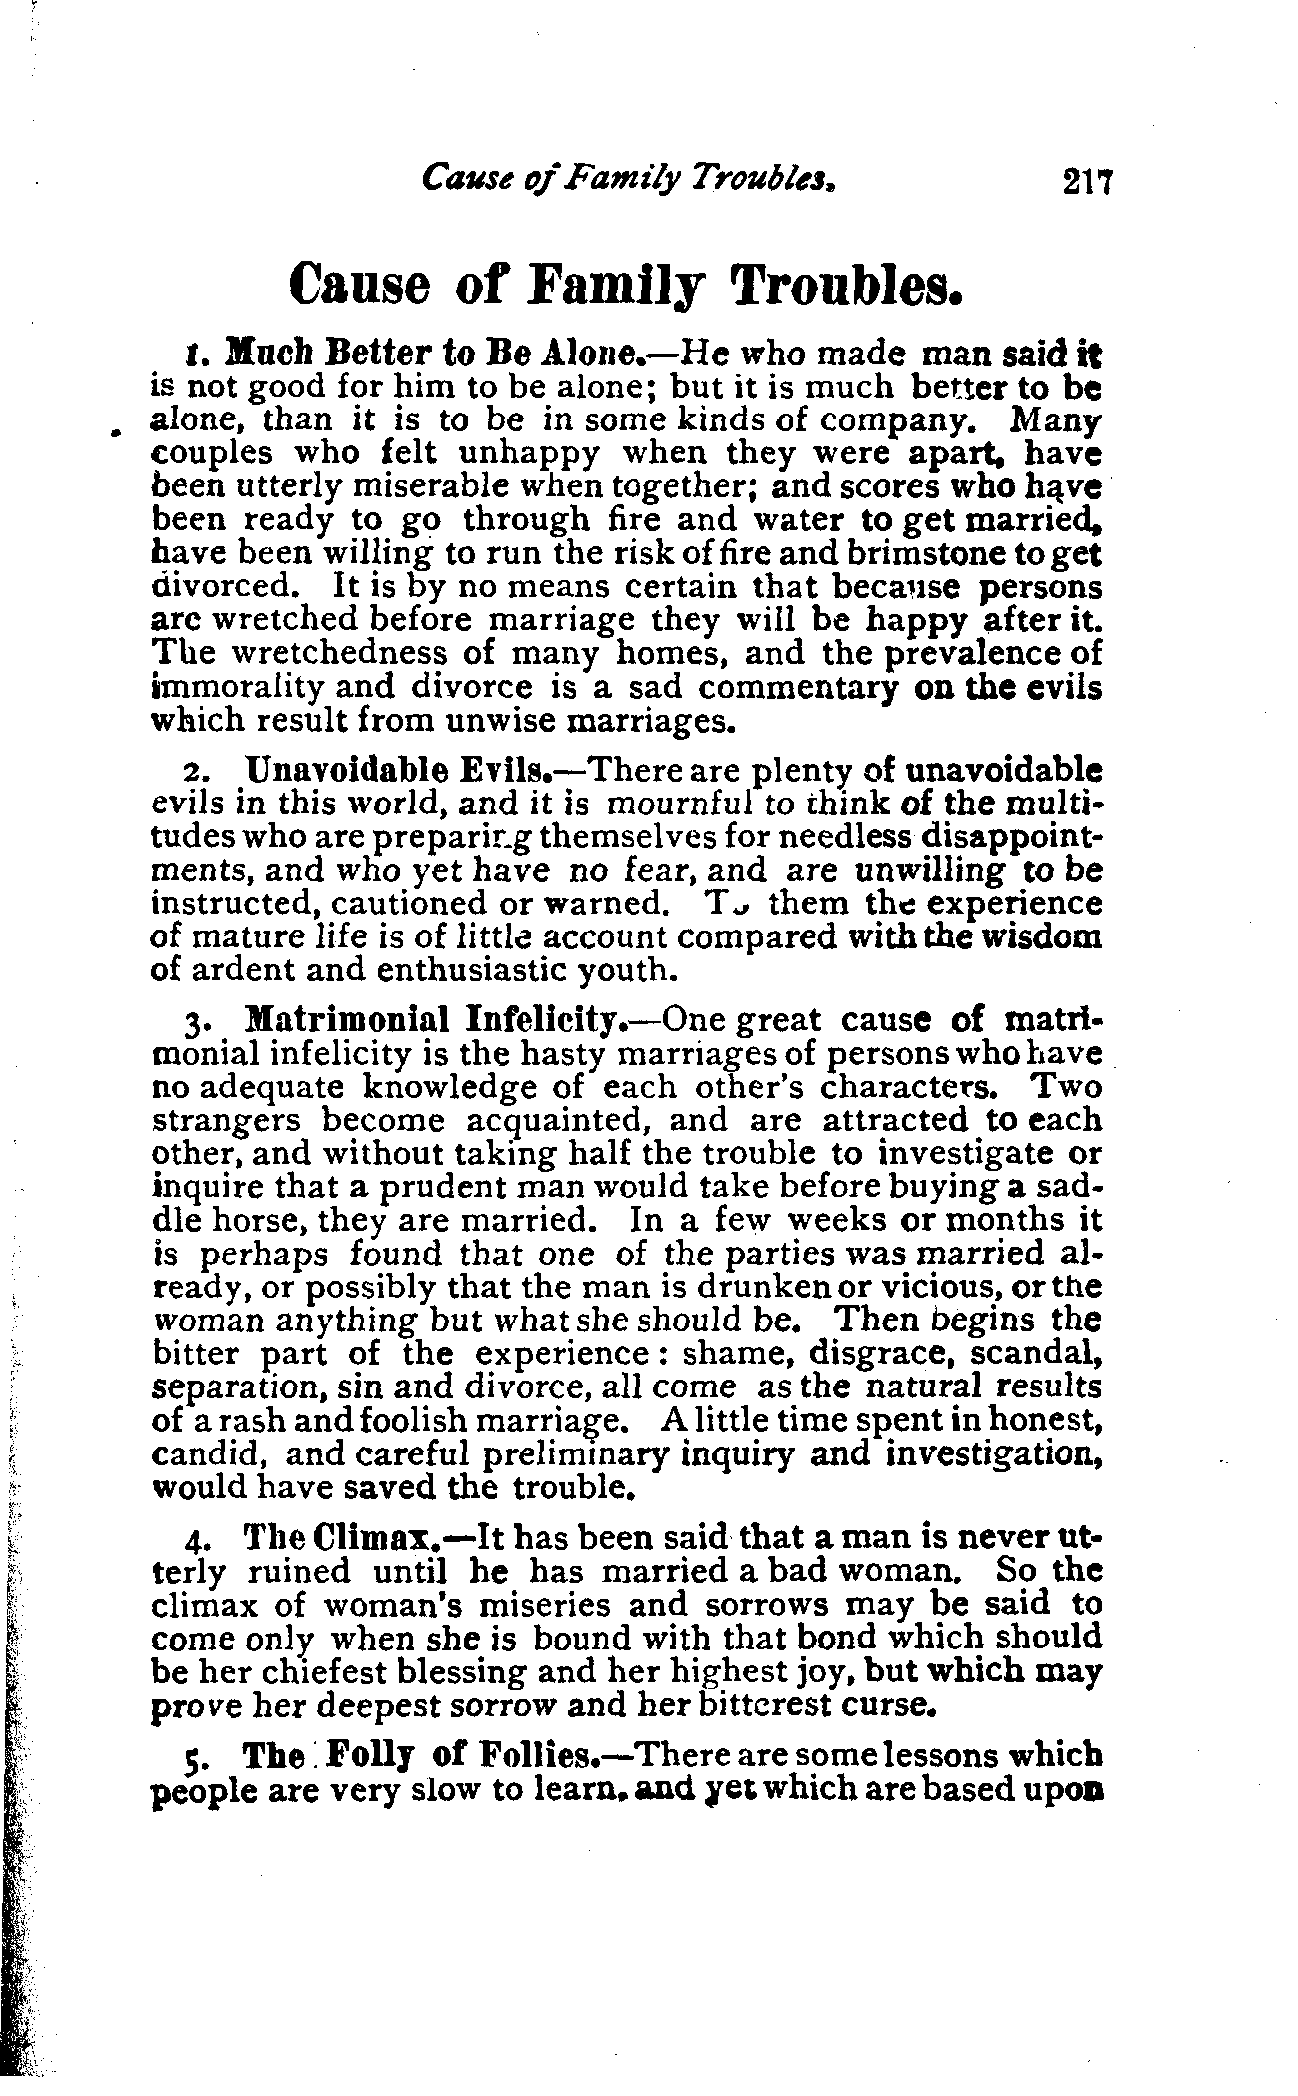 Cause of Family Troubles. 217
Cause of Family Troubles.
1. Much Better to Be Alone.—He who made man said it
is not good for him to be alone; but it is much better to be
alone, than it is to be in some kinds of company. Many
couples who felt unhappy when they were apart, have
been utterly miserable when together; and scores who have
been ready to go through fire and water to get married,
have been willing to run the risk of fire and brimstone to get
divorced. It is by no means certain that because persons
are wretched before marriage they will be happy after it.
The wretchedness of many homes, and the prevalence of
immorality and divorce is a sad commentary on the evils
which result from unwise marriages.
2. Unavoidable Evils.—There are plenty of unavoidable
evils in this world, and it is mournful to think of the multi-
tudes who are preparing themselves for needless disappoint-
ments, and who yet have no fear, and are unwilling to be
instructed, cautioned or warned. To them the experience
of mature life is of little account compared with the wisdom
of ardent and enthusiastic youth.
3. Matrimonial Infelicity.—One great cause of matri-
monial infelicity is the hasty marriages of persons who have
no adequate knowledge of each other's characters. Two
strangers become acquainted, and are attracted to each
other, and without taking half the trouble to investigate or
inquire that a prudent man would take before buying a sad-
dle horse, they are married. In a few weeks or months it
is perhaps found that one of the parties was married al-
ready, or possibly that the man is drunken or vicious, or the
woman anything but what she should be. Then begins the
bitter part of the experience: shame, disgrace, scandal,
separation, sin and divorce, all come as the natural results
of a rash and foolish marriage. A little time spent in honest,
candid, and careful preliminary inquiry and investigation,
would have saved the trouble.
4. The Climax.—It has been said that a man is never ut-
terly ruined until he has married a bad woman. So the
climax of woman's miseries and sorrows may be said to
come only when she is bound with that bond which should
be her chiefest blessing and her highest joy, but which may
prove her deepest sorrow and her bitterest curse.
5. The Folly of Follies.—There are some lessons which
people are very slow to learn, and yet which are based upon